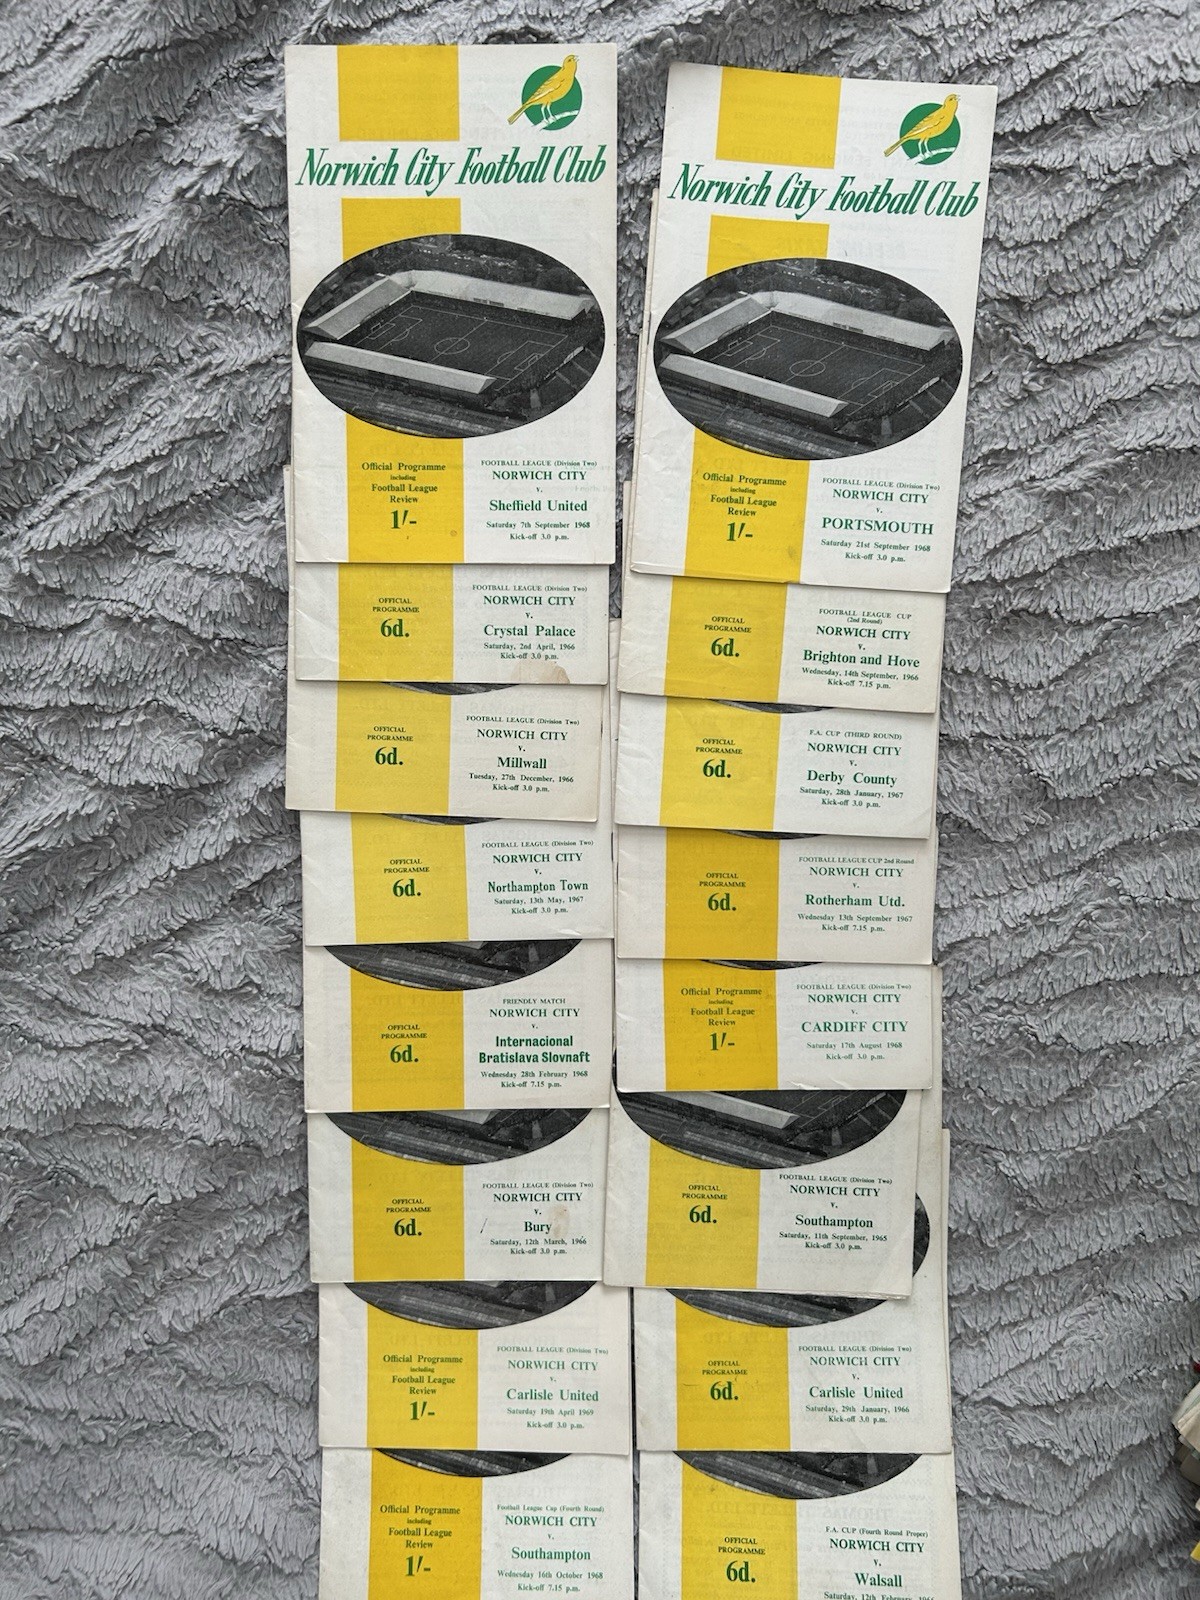 Norwich City Football Club
Official Programme
including
Football League
Review
1/-
FOOTBALL LEAGUE (Division Two)
NORWICH CITY
v.
Sheffield United
Saturday 7th September 1968
Kick-off 3.0 p.m.
OFFICIAL
PROGRAMME
6d.
FOOTBALL LEAGUE (Division Two)
NORWICH CITY
v.
Crystal Palace
Saturday, 2nd April, 1966
Kick-off 3.0 p.m.
OFFICIAL
PROGRAMME
6d.
FOOTBALL LEAGUE (Division Two)
NORWICH CITY
v.
Millwall
Tuesday, 27th December, 1966
Kick-off 3.0 p.m.
OFFICIAL
PROGRAMME
6d.
FOOTBALL LEAGUE (Division Two)
NORWICH CITY
v.
Northampton Town
Saturday, 13th May, 1967
Kick-off 3.0 p.m.
OFFICIAL
PROGRAMME
6d.
FRIENDLY MATCH
NORWICH CITY
v.
Internacional
Bratislava Slovnaft
Wednesday 28th February 1968
Kick-off 7.15 p.m.
OFFICIAL
PROGRAMME
6d.
FOOTBALL LEAGUE (Division Two)
NORWICH CITY
v.
Bury
Saturday, 12th March, 1966
Kick-off 3.0 p.m.
Official Programme
including
Football League
Review
1/-
FOOTBALL LEAGUE (Division Two)
NORWICH CITY
v.
Carlisle United
Saturday 19th April 1969
Kick-off 3.0 p.m.
Official Programme
including
Football League
Review
1/-
Football League Cup (Fourth Round)
NORWICH CITY
v.
Southampton
Wednesday 16th October 1968
Kick-off 7.15 p.m.
Norwich City Football Club
Official Programme
including
Football League
Review
1/-
FOOTBALL LEAGUE (Division Two)
NORWICH CITY
v.
PORTSMOUTH
Saturday 21st September 1968
Kick-off 3.0 p.m.
OFFICIAL
PROGRAMME
6d.
FOOTBALL LEAGUE CUP
(2nd Round)
NORWICH CITY
v.
Brighton and Hove
Wednesday, 14th September, 1966
Kick-off 7.15 p.m.
OFFICIAL
PROGRAMME
6d.
F.A. CUP (THIRD ROUND)
NORWICH CITY
v.
Derby County
Saturday, 28th January, 1967
Kick-off 3.0 p.m.
OFFICIAL
PROGRAMME
6d.
FOOTBALL LEAGUE CUP 2nd Round
NORWICH CITY
v.
Rotherham Utd.
Wednesday 13th September 1967
Kick-off 7.15 p.m.
Official Programme
including
Football League
Review
1/-
FOOTBALL LEAGUE (Division Two)
NORWICH CITY
v.
CARDIFF CITY
Saturday 17th August 1968
Kick-off 3.0 p.m.
OFFICIAL
PROGRAMME
6d.
FOOTBALL LEAGUE (Division Two)
NORWICH CITY
v.
Southampton
Saturday, 11th September, 1965
Kick-off 3.0 p.m.
OFFICIAL
PROGRAMME
6d.
FOOTBALL LEAGUE (Division Two)
NORWICH CITY
v.
Carlisle United
Saturday, 29th January, 1966
Kick-off 3.0 p.m.
OFFICIAL
PROGRAMME
6d.
F.A. CUP (Fourth Round Proper)
NORWICH CITY
v.
Walsall
Saturday, 12th February, 1966